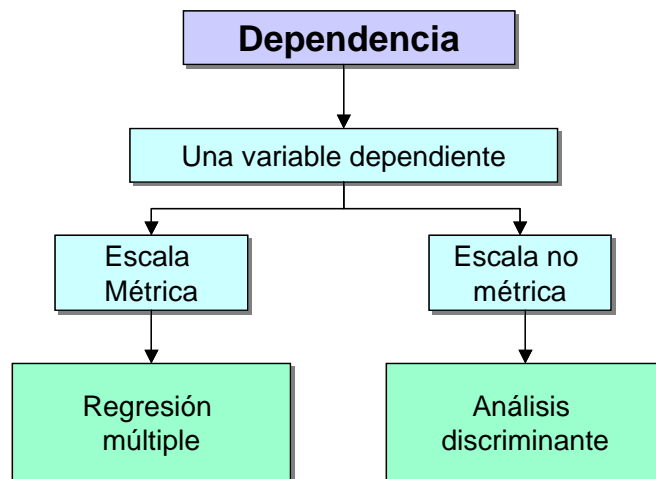 Dependencia
Una variable dependiente
Escala
Métrica
Escala no
métrica
Regresión
múltiple
Análisis
discriminante